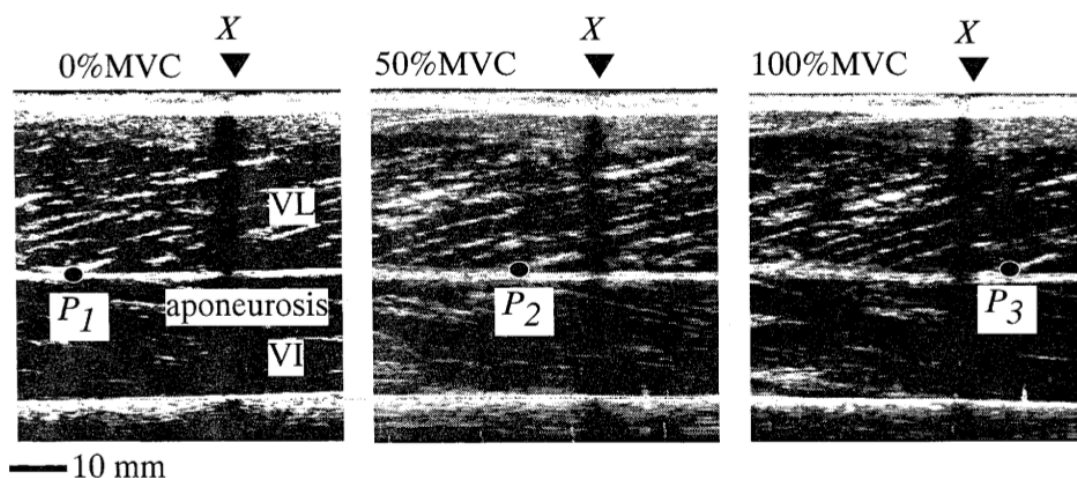 X
X
X
0%MVC
50%MVC
100%MVC
VL
P1
aponeurosis
P2
P3
VI
10 mm